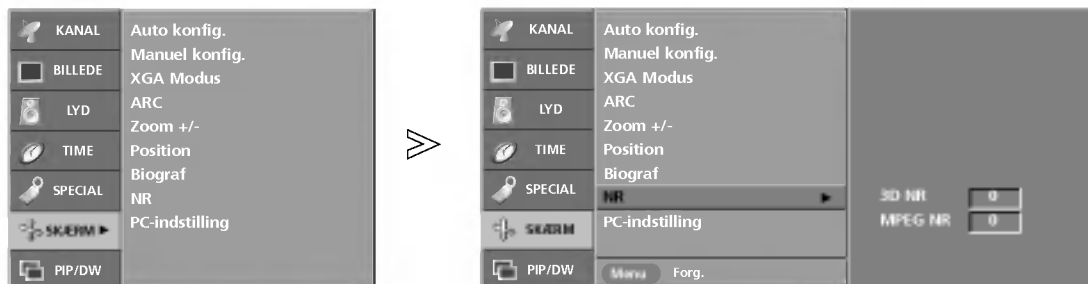 KANAL
BILLEDE
LYD
TIME
SPECIAL
SKÆRM
PIP/DW
Auto konfig.
Manuel konfig.
XGA Modus
ARC
Zoom +/-
Position
Biograf
NR
PC-indstilling
KANAL
BILLEDE
LYD
TIME
SPECIAL
SKÆRM
PIP/DW
Auto konfig.
Manuel konfig.
XGA Modus
ARC
Zoom +/-
Position
Biograf
NR
PC-indstilling
Menu Forg.
3D NR 0
MPEG NR 0